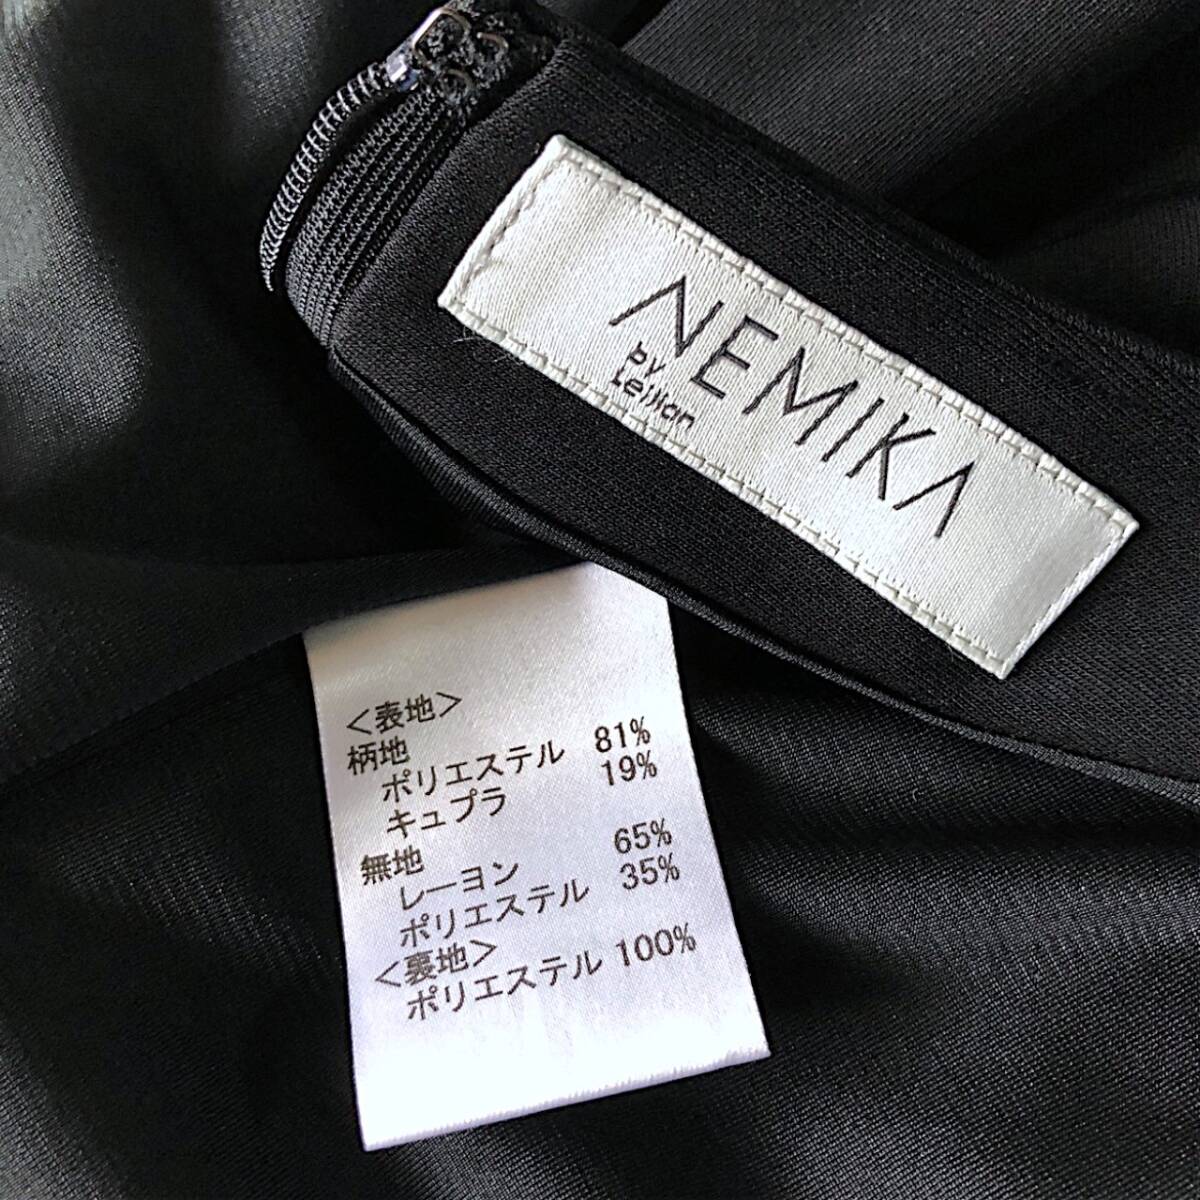 NEMIKA
by Leilian
＜表地＞
柄地
ポリエステル 81%
キュプラ 19%
無地
レーヨン 65%
ポリエステル 35%
＜裏地＞
ポリエステル 100%